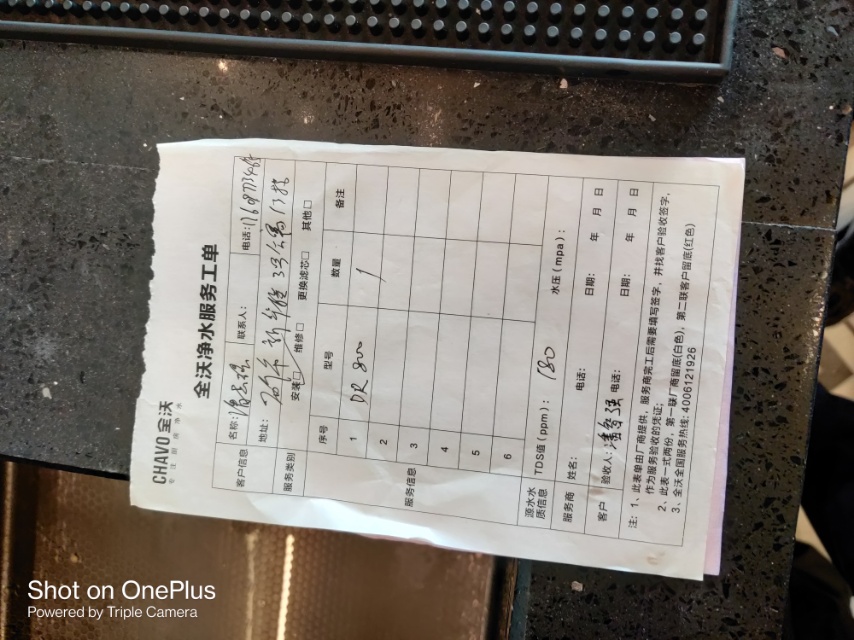 CHAVO全沃
专注厨房净水
全沃净水服务工单
客户信息 名称: 联系人: 电话:
地址:
服务类别 安装□ 维修□ 更换滤芯□ 其他□
服务信息 序号 型号 数量 备注
1 DR 800 1
2
3
4
5
6
源水水质信息 TDS值(ppm): 180 水压(mpa):
服务商 姓名: 电话: 日期: 年 月 日
客户 验收人: 电话: 日期: 年 月 日
注: 1、此表单由厂商提供,服务商完工后需要填写签字,并找客户验收签字,
作为服务验收的凭证;
2、此表一式两份,第一联厂商留底(白色),第二联客户留底(红色)
3、全沃全国服务热线:4006121926
Shot on OnePlus
Powered by Triple Camera